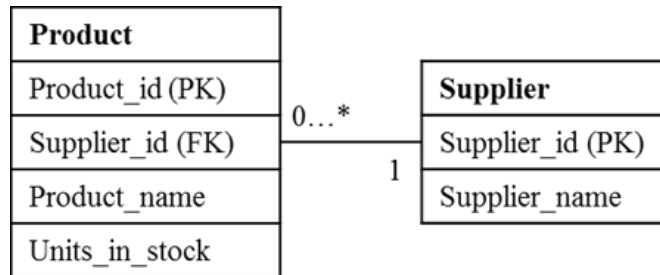 Product
Product_id (PK)
Supplier_id (FK)
Product_name
Units_in_stock
0…*
1
Supplier
Supplier_id (PK)
Supplier_name